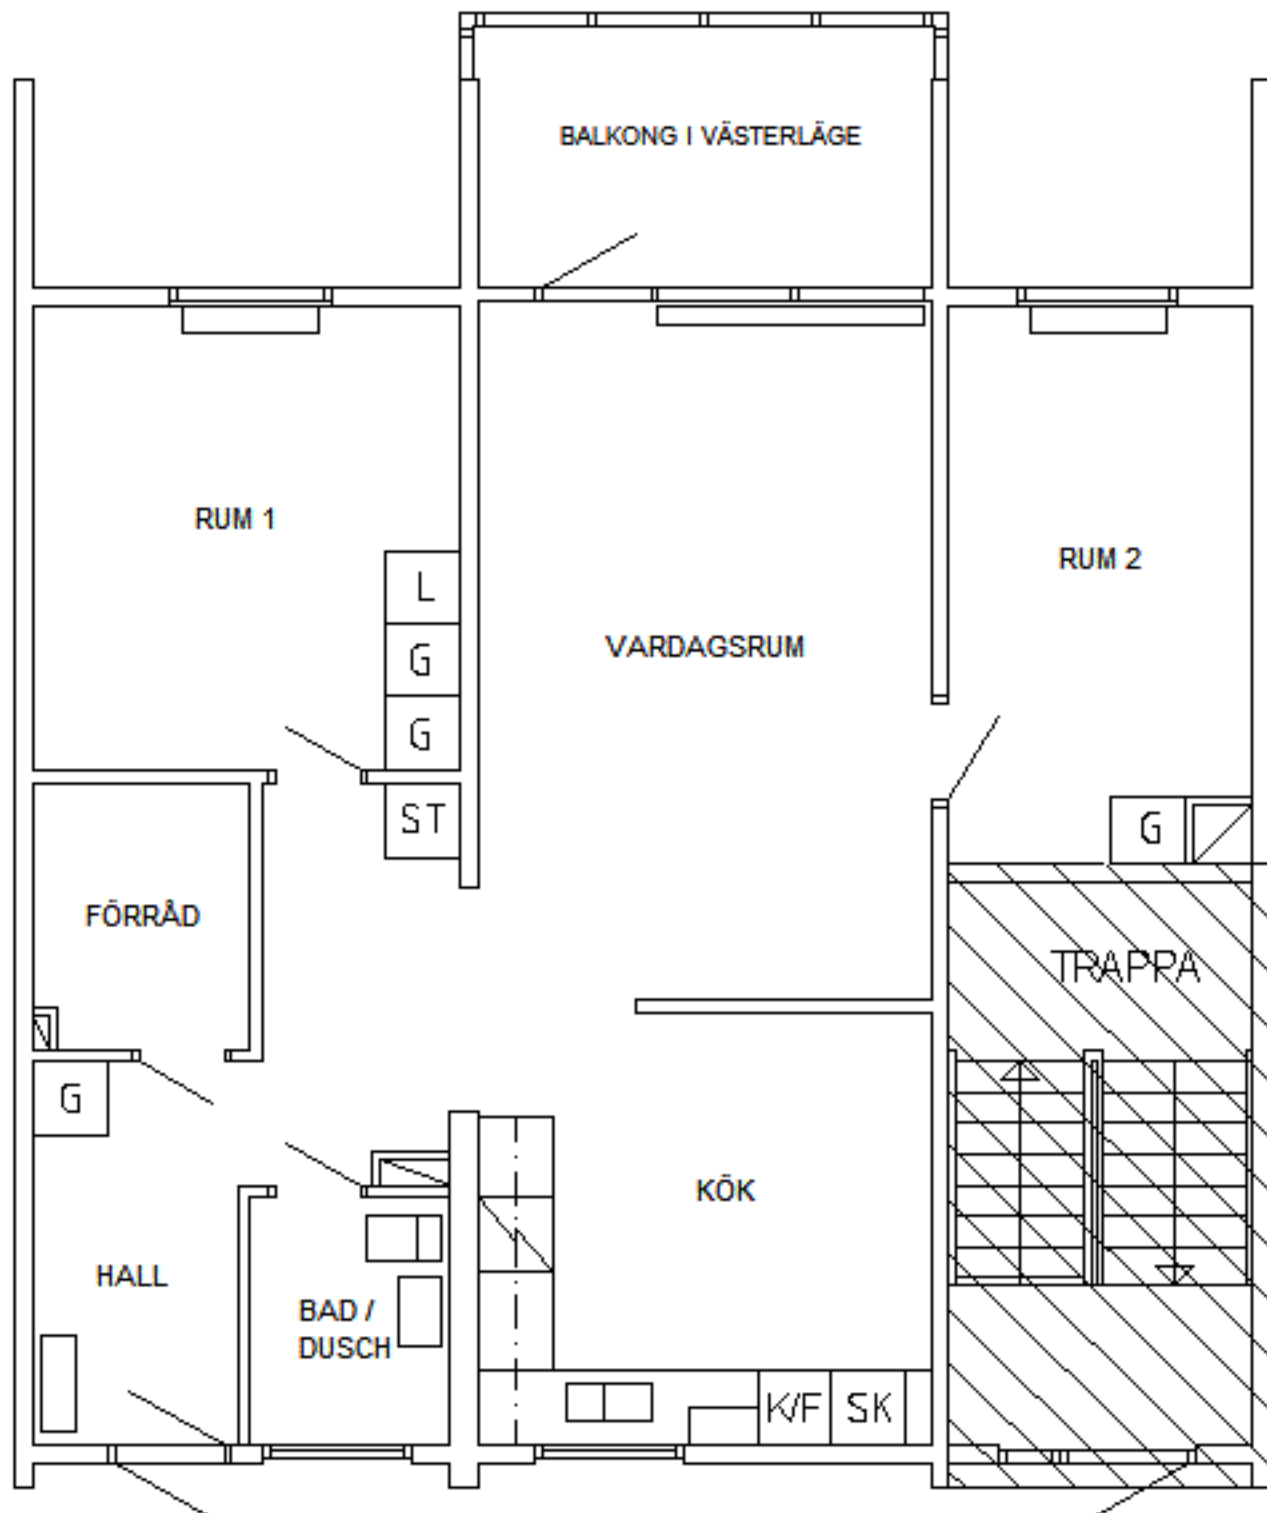 BALKONG I VÄSTERLÄGE
RUM 1
RUM 2
L
G
G
VARDAGSRUM
ST
G
FÖRRÅD
TRAPPA
G
KÖK
HALL
BAD /
DUSCH
K/F
SK